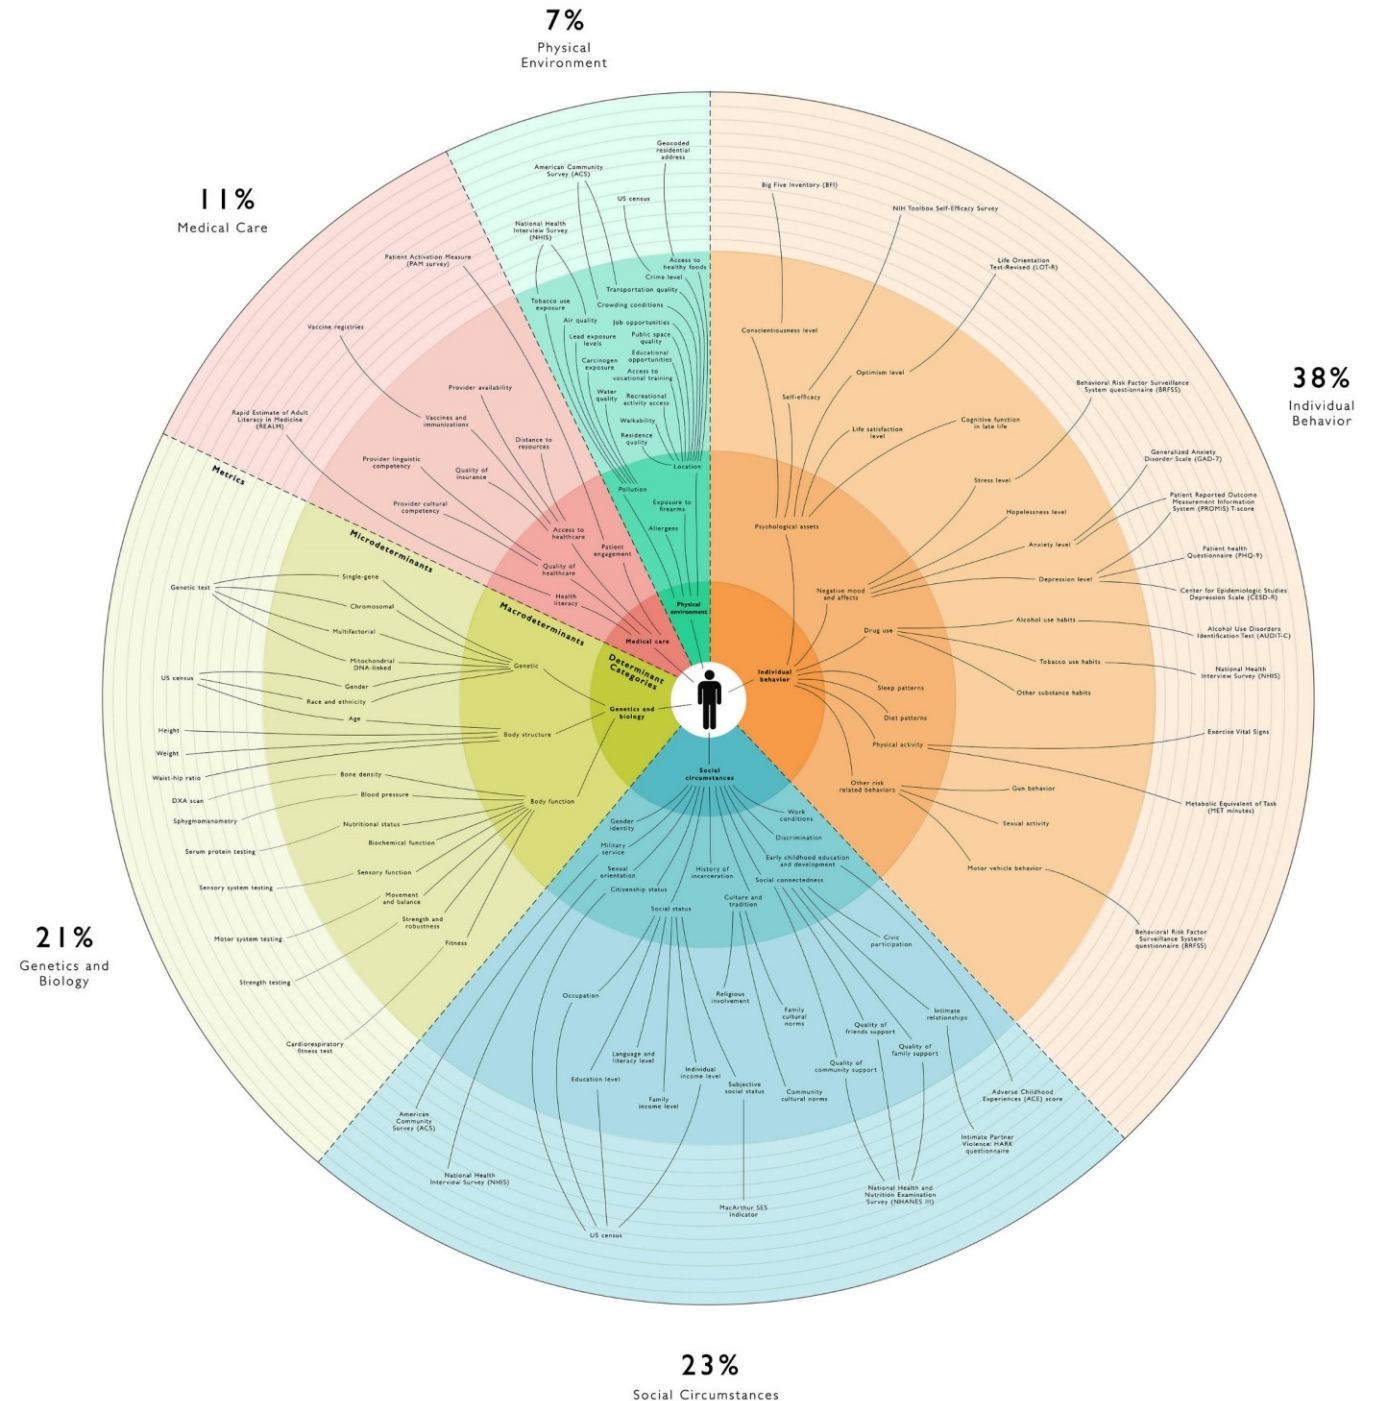 7%
Physical
Environment
11%
Medical Care
38%
Individual
Behavior
21%
Genetics and
Biology
23%
Social Circumstances
Geocoded
residential
address
American Community
Survey (ACS)
US census
National Health
Interview Survey
(NHIS)
Access to
healthy foods
Crime level
Transportation quality
Tobacco use
exposure
Crowding conditions
Air quality
Job opportunities
Lead exposure
levels
Public space
quality
Educational
opportunities
Carcinogen
exposure
Access to
vocational training
Water
quality
Recreational
activity access
Walkability
Residence
quality
Location
Pollution
Exposure to
firearms
Allergens
Physical
environment
Patient Activation Measure
(PAM survey)
Vaccine registries
Rapid Estimate of Adult
Literacy in Medicine
(REALM)
Provider availability
Vaccines and
immunizations
Distance to
resources
Provider linguistic
competency
Quality of
insurance
Provider cultural
competency
Access to
healthcare
Patient
engagement
Quality of
healthcare
Health
literacy
Medical care
Metrics
Microdeterminants
Macrodeterminants
Determinant
Categories
Big Five Inventory (BFI)
NIH Toolbox Self-Efficacy Survey
Life Orientation
Test-Revised (LOT-R)
Conscientiousness level
Optimism level
Self-efficacy
Behavioral Risk Factor Surveillance
System questionnaire (BRFSS)
Life satisfaction
level
Cognitive function
in late life
Generalized Anxiety
Disorder Scale (GAD-7)
Stress level
Patient Reported Outcome
Measurement Information
System (PROMIS) T-score
Hopelessness level
Psychological assets
Anxiety level
Patient health
Questionnaire (PHQ-9)
Depression level
Center for Epidemiologic Studies
Depression Scale (CESD-R)
Negative mood
and affects
Alcohol use habits
Drug use
Alcohol Use Disorders
Identification Test (AUDIT-C)
Tobacco use habits
National Health
Interview Survey (NHIS)
Individual
behavior
Sleep patterns
Other substance habits
Diet patterns
Physical activity
Exercise Vital Signs
Other risk
related behaviors
Gun behavior
Metabolic Equivalent of Task
(MET minutes)
Sexual activity
Motor vehicle behavior
Behavioral Risk Factor
Surveillance System
questionnaire (BRFSS)
Genetic test
Single-gene
Chromosomal
Multifactorial
Mitochondrial
DNA-linked
Genetic
US census
Gender
Race and ethnicity
Age
Genetics and
biology
Height
Body structure
Weight
Waist-hip ratio
Bone density
DXA scan
Blood pressure
Body function
Sphygmomanometry
Nutritional status
Biochemical function
Serum protein testing
Sensory function
Sensory system testing
Movement
and balance
Strength and
robustness
Motor system testing
Fitness
Strength testing
Cardiorespiratory
fitness test
Social
circumstances
Gender
identity
Work
conditions
Military
service
Discrimination
Sexual
orientation
History of
incarceration
Early childhood education
and development
Citizenship status
Social connectedness
Social status
Culture and
tradition
Civic
participation
Occupation
Religious
involvement
Family
cultural
norms
Intimate
relationships
Quality of
friends support
Language and
literacy level
Quality of
family support
Education level
Individual
income level
Quality of
community support
Subjective
social status
Family
income level
Community
cultural norms
Adverse Childhood
Experiences (ACE) score
American
Community
Survey (ACS)
Intimate Partner
Violence: HARK
questionnaire
National Health
Interview Survey (NHIS)
National Health and
Nutrition Examination
Survey (NHANES III)
MacArthur SES
indicator
US census